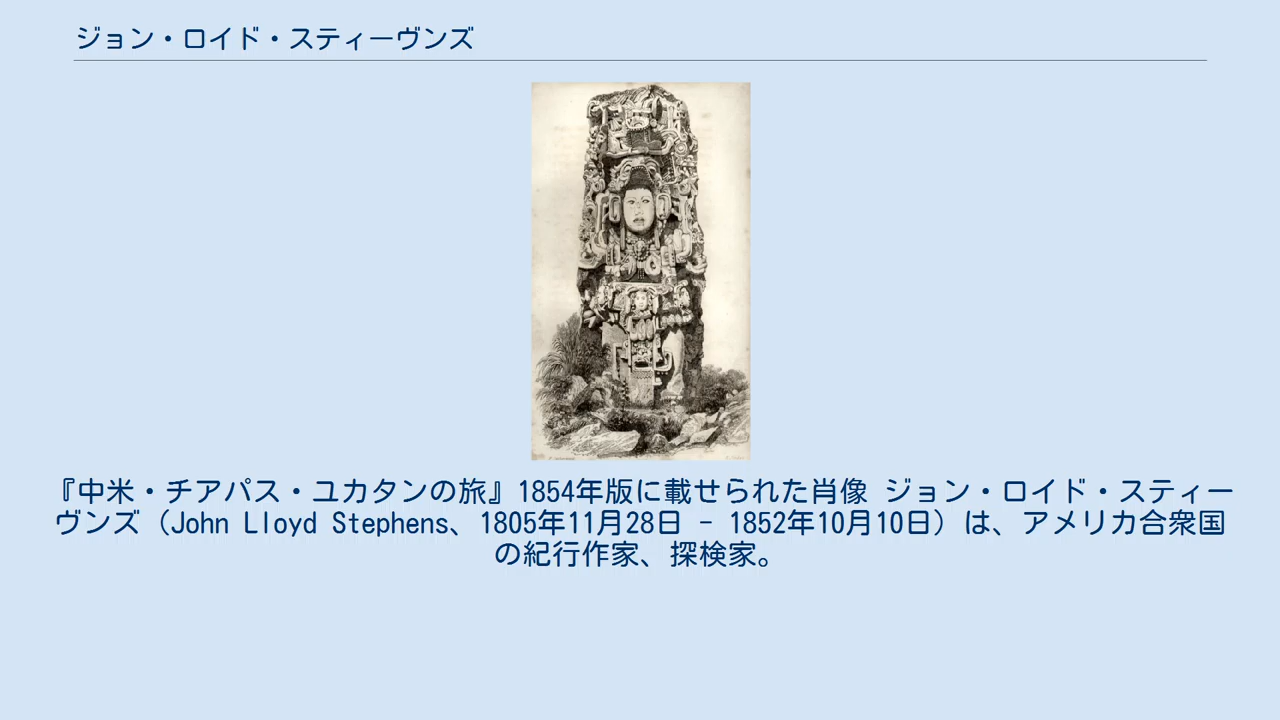 ジョン・ロイド・スティーヴンズ
『中米・チアパス・ユカタンの旅』1854年版に載せられた肖像 ジョン・ロイド・スティー
ヴンズ（John Lloyd Stephens、1805年11月28日 - 1852年10月10日）は、アメリカ合衆国
の紀行作家、探検家。